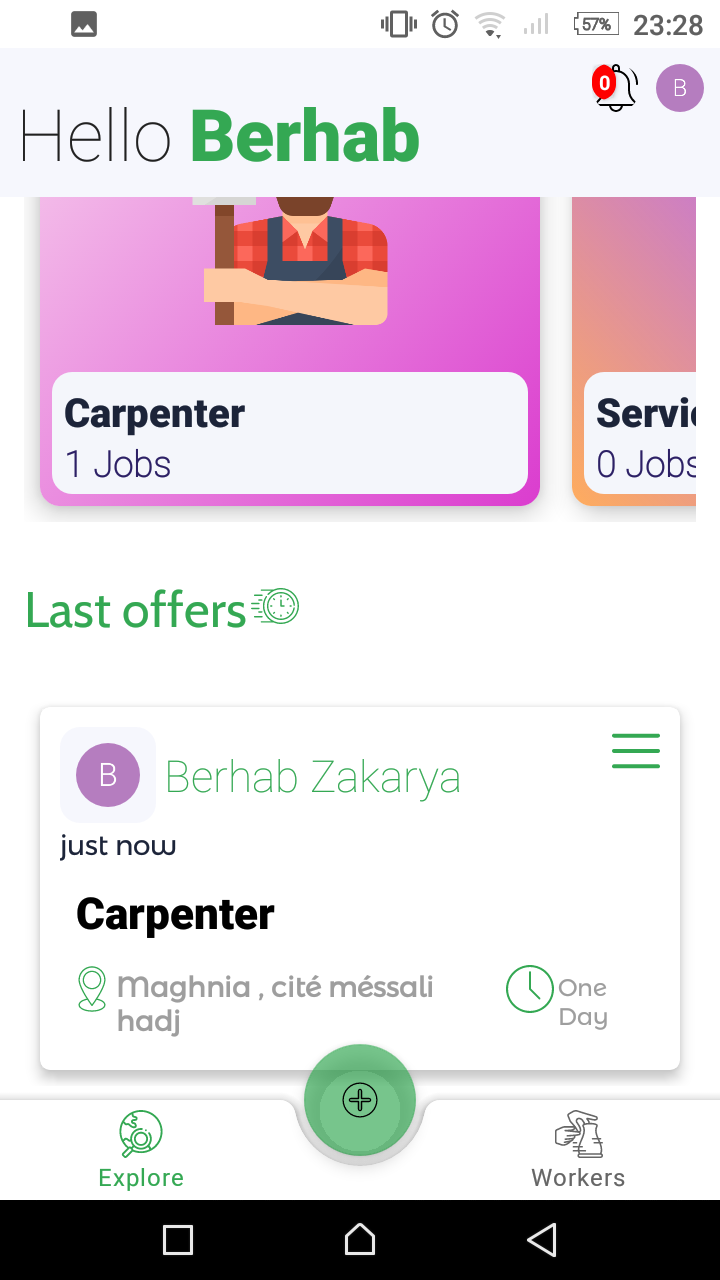 57% 23:28
0 B
Hello Berhab
Carpenter
1 Jobs
Servic
0 Jobs
Last offers
B Berhab Zakarya
just now
Carpenter
Maghnia , cité méssali
hadj
One
Day
Explore
Workers